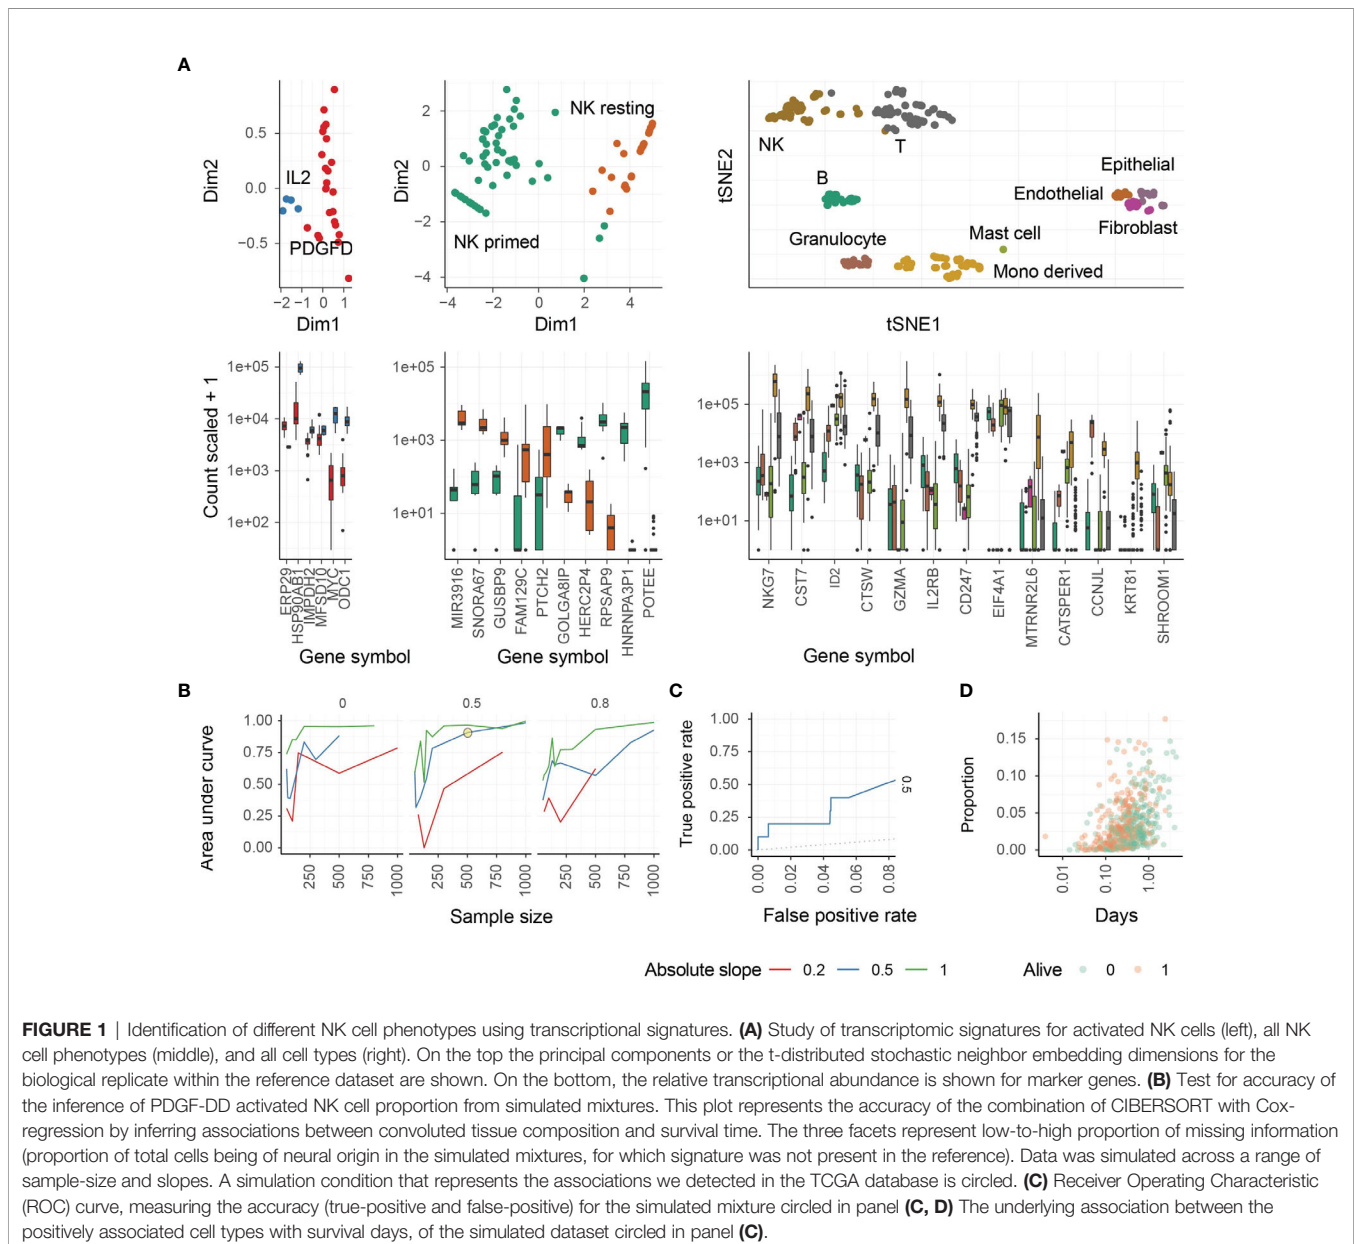 A
0.5
0.0
−0.5
Dim2
IL2
PDGFD
−2 −1 0 1
Dim1
2
0
−2
−4
Dim2
NK resting
NK primed
−4 −2 0 2 4
Dim1
tSNE2
NK
T
B
Epithelial
Endothelial
Fibroblast
Granulocyte
Mast cell
Mono derived
tSNE1
Count scaled + 1
1e+05
1e+04
1e+03
1e+02
ERP29
HSP90AB1
IMPDH2
MFSD10
MYC
ODC1
Gene symbol
1e+05
1e+03
1e+01
MIR3916
SNORA67
GUSBP9
FAM129C
PTCH2
GOLGA8IP
HERC2P4
RPSAP9
HNRNPA3P1
POTEE
Gene symbol
1e+05
1e+03
1e+01
NKG7
CST7
ID2
CTSW
GZMA
IL2RB
CD247
EIF4A1
MTRNR2L6
CATSPER1
CCNJL
KRT81
SHROOM1
Gene symbol
B
0 0.5 0.8
Area under curve
1.00
0.75
0.50
0.25
0.00
250 500 750 1000 250 500 750 1000 250 500 750 1000
Sample size
C
True positive rate
1.00
0.75
0.50
0.25
0.00
0.5
0.00 0.02 0.04 0.06 0.08
False positive rate
D
Proportion
0.15
0.10
0.05
0.00
0.01 0.10 1.00
Days
Absolute slope 0.2 0.5 1
Alive 0 1
FIGURE 1 | Identification of different NK cell phenotypes using transcriptional signatures. (A) Study of transcriptomic signatures for activated NK cells (left), all NK
cell phenotypes (middle), and all cell types (right). On the top the principal components or the t-distributed stochastic neighbor embedding dimensions for the
biological replicate within the reference dataset are shown. On the bottom, the relative transcriptional abundance is shown for marker genes. (B) Test for accuracy of
the inference of PDGF-DD activated NK cell proportion from simulated mixtures. This plot represents the accuracy of the combination of CIBERSORT with Cox-
regression by inferring associations between convoluted tissue composition and survival time. The three facets represent low-to-high proportion of missing information
(proportion of total cells being of neural origin in the simulated mixtures, for which signature was not present in the reference). Data was simulated across a range of
sample-size and slopes. A simulation condition that represents the associations we detected in the TCGA database is circled. (C) Receiver Operating Characteristic
(ROC) curve, measuring the accuracy (true-positive and false-positive) for the simulated mixture circled in panel (C, D) The underlying association between the
positively associated cell types with survival days, of the simulated dataset circled in panel (C).